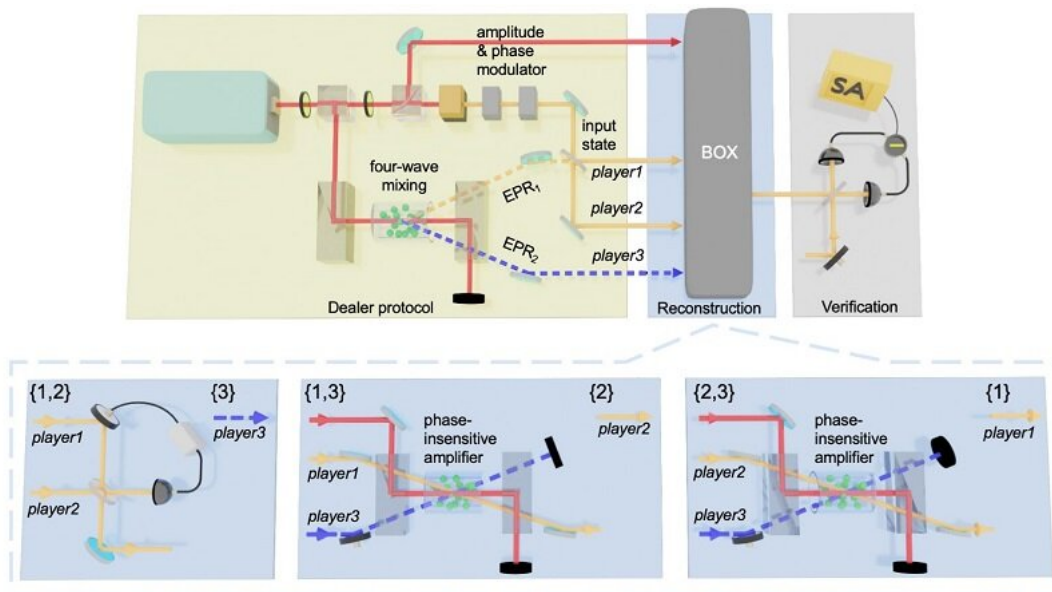 amplitude
& phase
modulator
input
state
four-wave
mixing
EPR₁
EPR₂
player1
player2
player3
BOX
SA
Dealer protocol
Reconstruction
Verification
{1,2}
{3}
player1
player3
player2
{1,3}
{2}
phase-
insensitive
amplifier
player2
player1
player3
{2,3}
{1}
phase-
insensitive
amplifier
player1
player2
player3